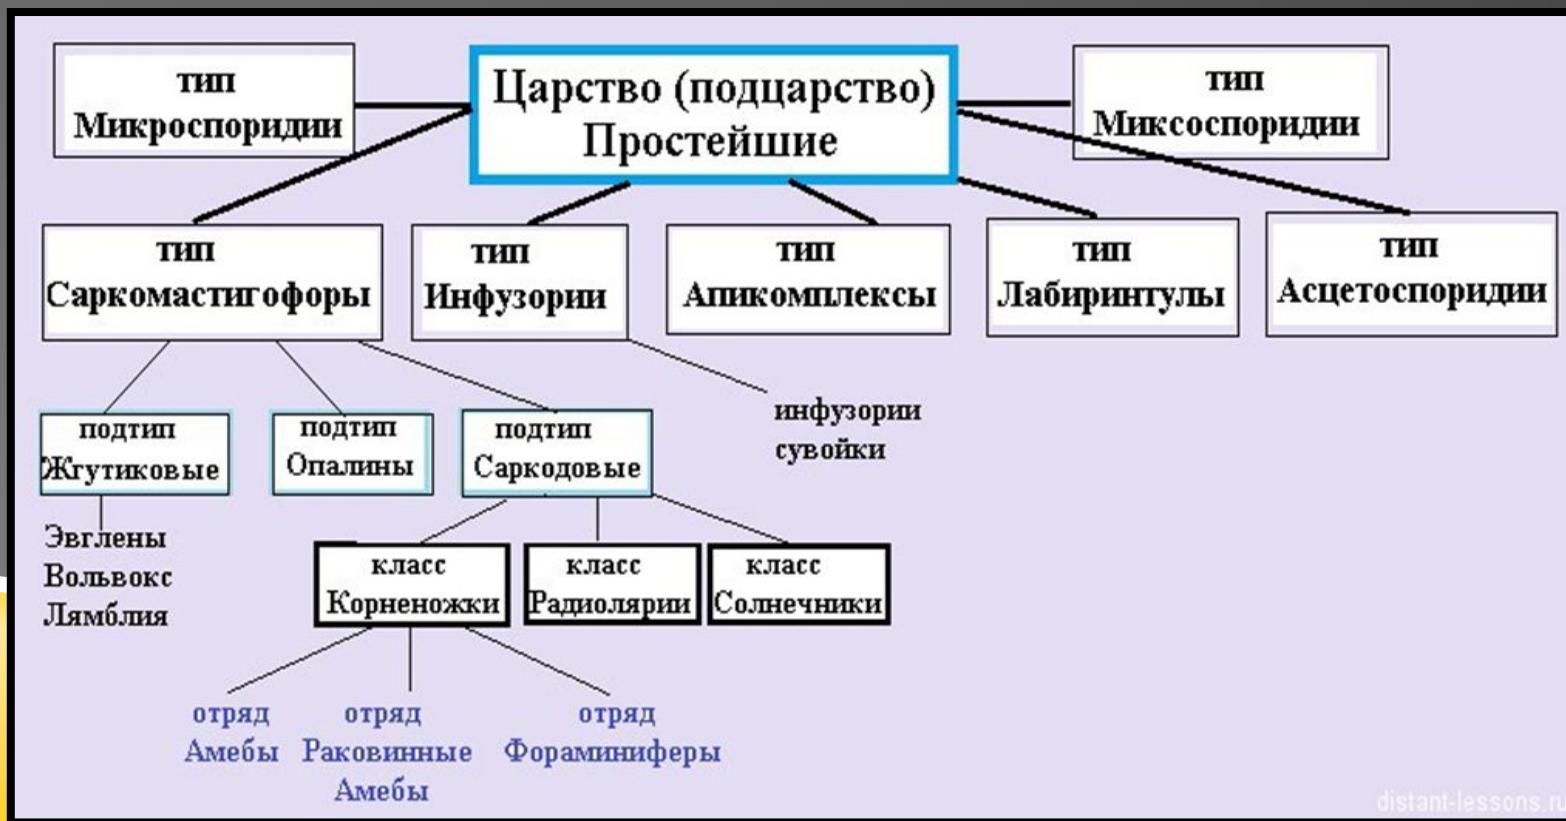 тип
Микроспоридии
Царство (подцарство)
Простейшие
тип
Миксоспоридии
тип
Саркомастигофоры
тип
Инфузории
тип
Апикомплексы
тип
Лабиринтулы
тип
Асцетоспоридии
инфузории
сувойки
подтип
Жгутиковые
подтип
Опалины
подтип
Саркодовые
Эвглены
Вольвокс
Лямблия
класс
Корненожки
класс
Радиолярии
класс
Солнечники
отряд
Амебы
отряд
Раковинные
Амебы
отряд
Фораминиферы
distant-lessons.ru